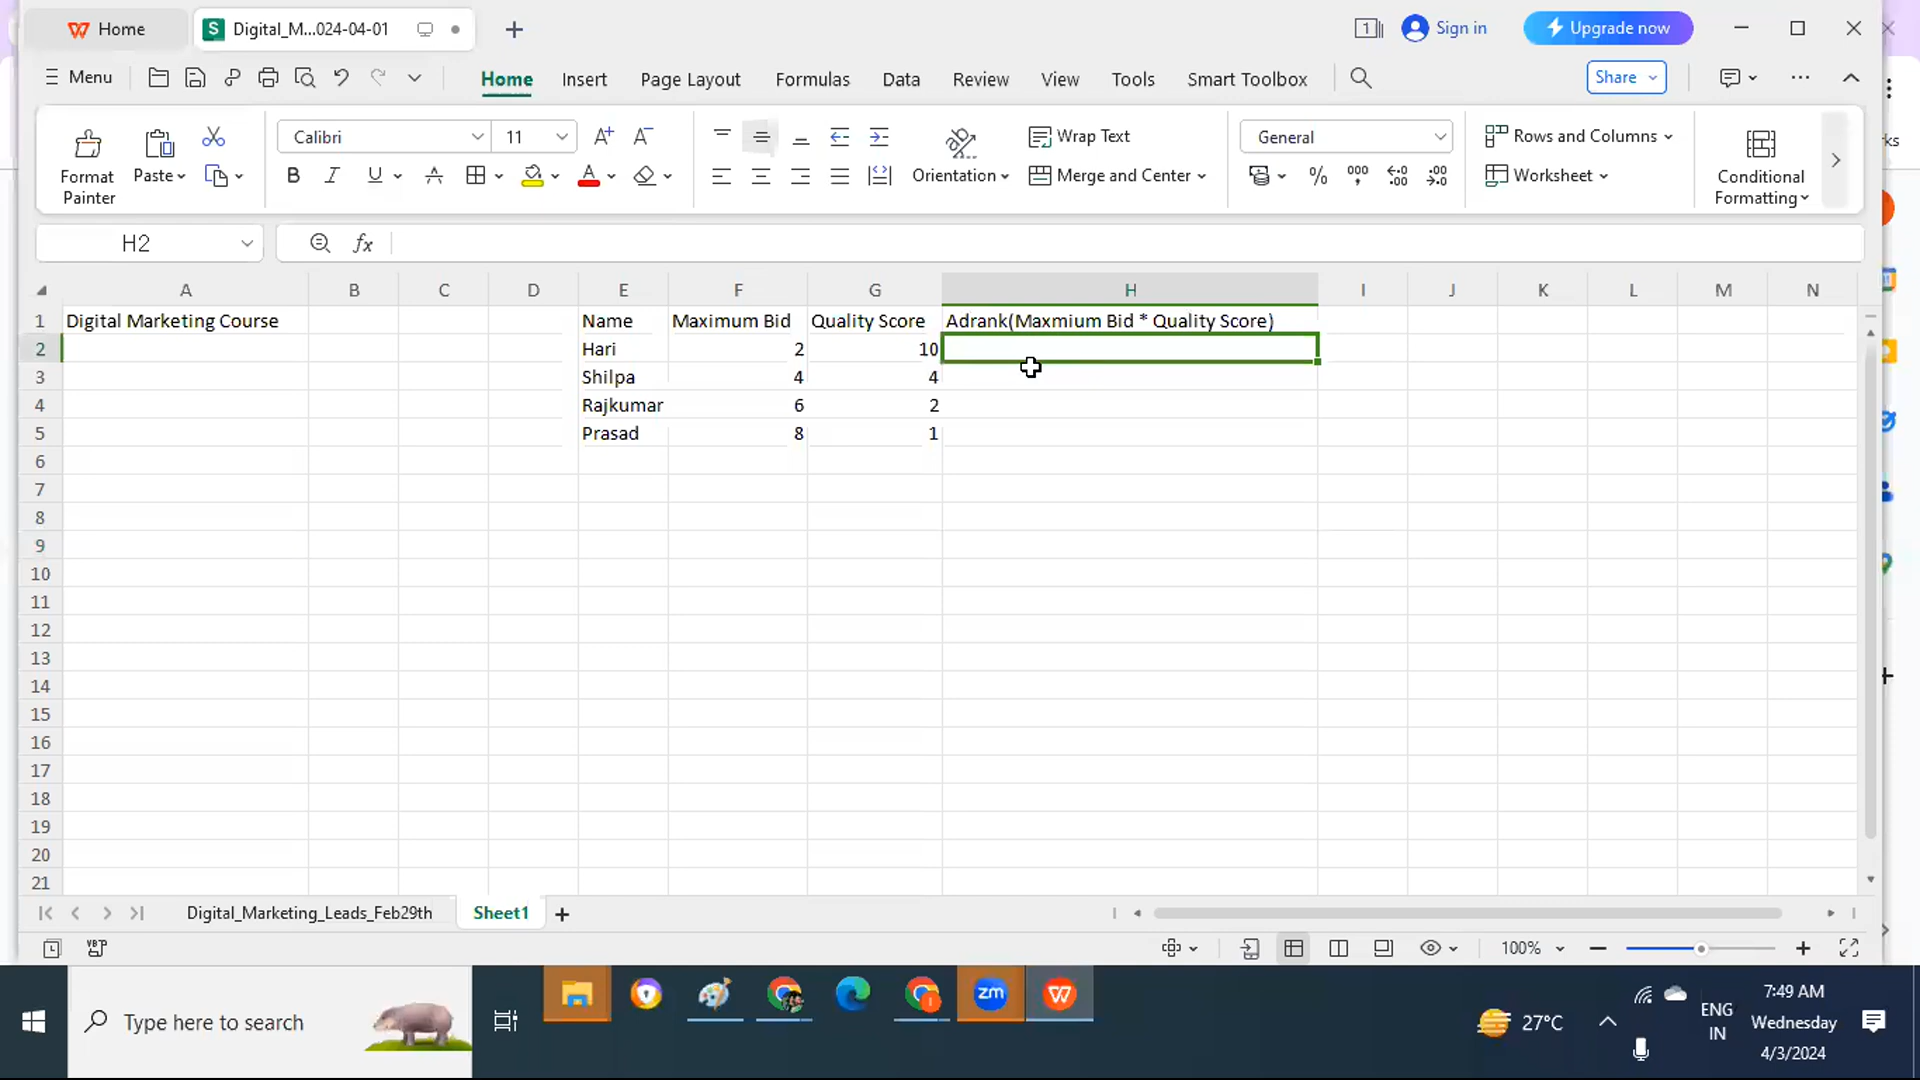 Home
Digital_M...024-04-01
1
Sign in
Upgrade now
Menu
Home
Insert
Page Layout
Formulas
Data
Review
View
Tools
Smart Toolbox
Share
Format
Painter
Paste
Calibri
11
Orientation
Wrap Text
Merge and Center
General
Rows and Columns
Worksheet
Conditional
Formatting
H2
fx
A B C D E F G H I J K L M N
1 Digital Marketing Course Name Maximum Bid Quality Score Adrank(Maxmium Bid * Quality Score)
2 Hari 2 10
3 Shilpa 4 4
4 Rajkumar 6 2
5 Prasad 8 1
6
7
8
9
10
11
12
13
14
15
16
17
18
19
20
21
Digital_Marketing_Leads_Feb29th
Sheet1
100%
Type here to search
zm
27°C
ENG
IN
7:49 AM
Wednesday
4/3/2024